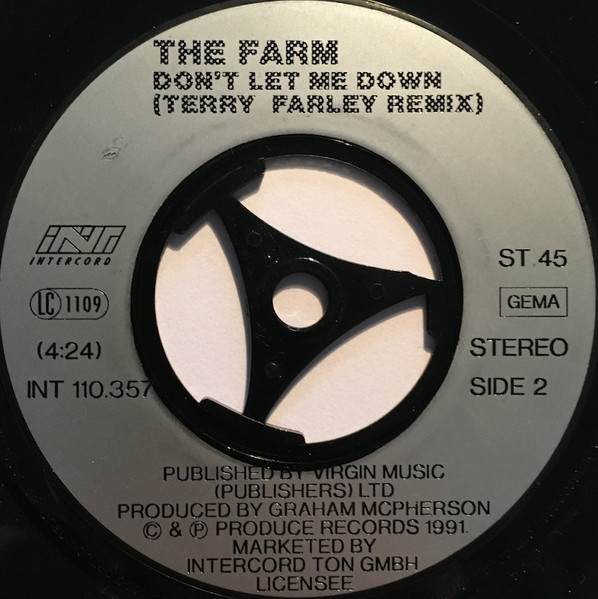 THE FARM
DON'T LET ME DOWN
(TERRY FARLEY REMIX)
INT
INTERCORD
LC 1109
(4:24)
INT 110.357
ST 45
GEMA
STEREO
SIDE 2
PUBLISHED BY VIRGIN MUSIC
(PUBLISHERS) LTD
PRODUCED BY GRAHAM MCPHERSON
© & ℗ PRODUCE RECORDS 1991.
MARKETED BY
INTERCORD TON GMBH
LICENSEE